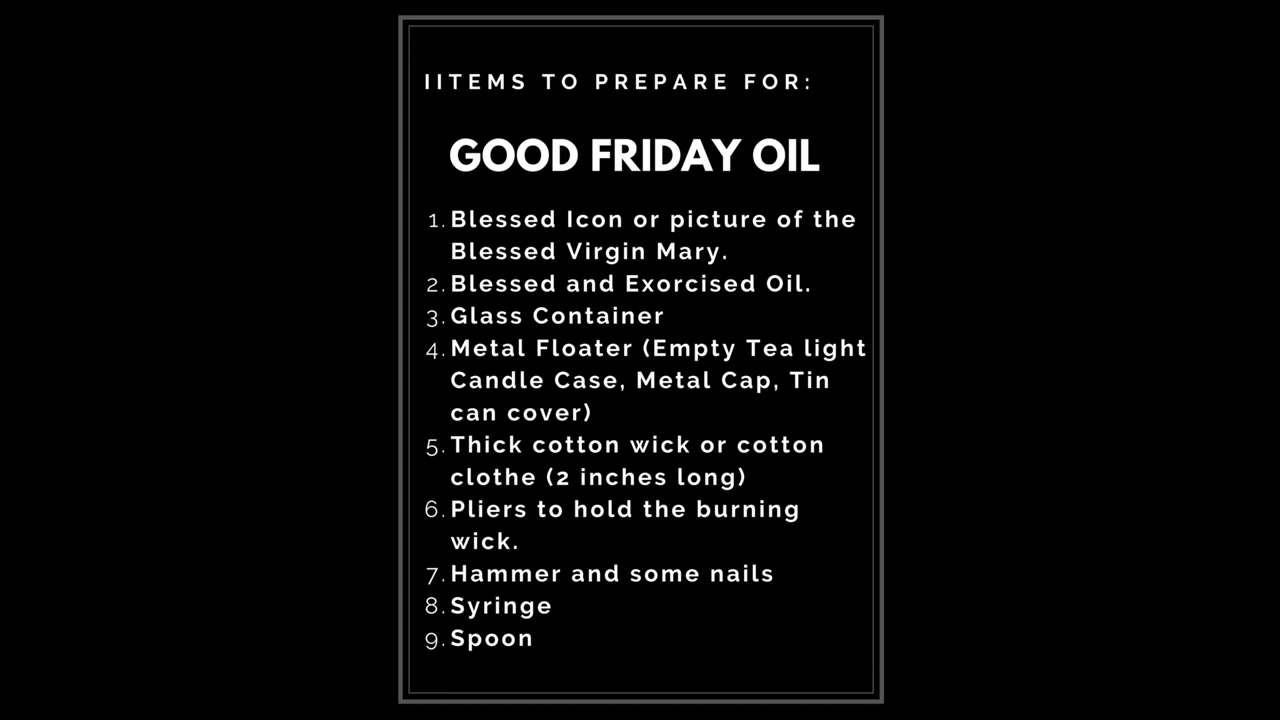 IITEMS TO PREPARE FOR:
GOOD FRIDAY OIL
1. Blessed Icon or picture of the
Blessed Virgin Mary.
2. Blessed and Exorcised Oil.
3. Glass Container
4. Metal Floater (Empty Tea light
Candle Case, Metal Cap, Tin
can cover)
5. Thick cotton wick or cotton
clothe (2 inches long)
6. Pliers to hold the burning
wick.
7. Hammer and some nails
8. Syringe
9. Spoon